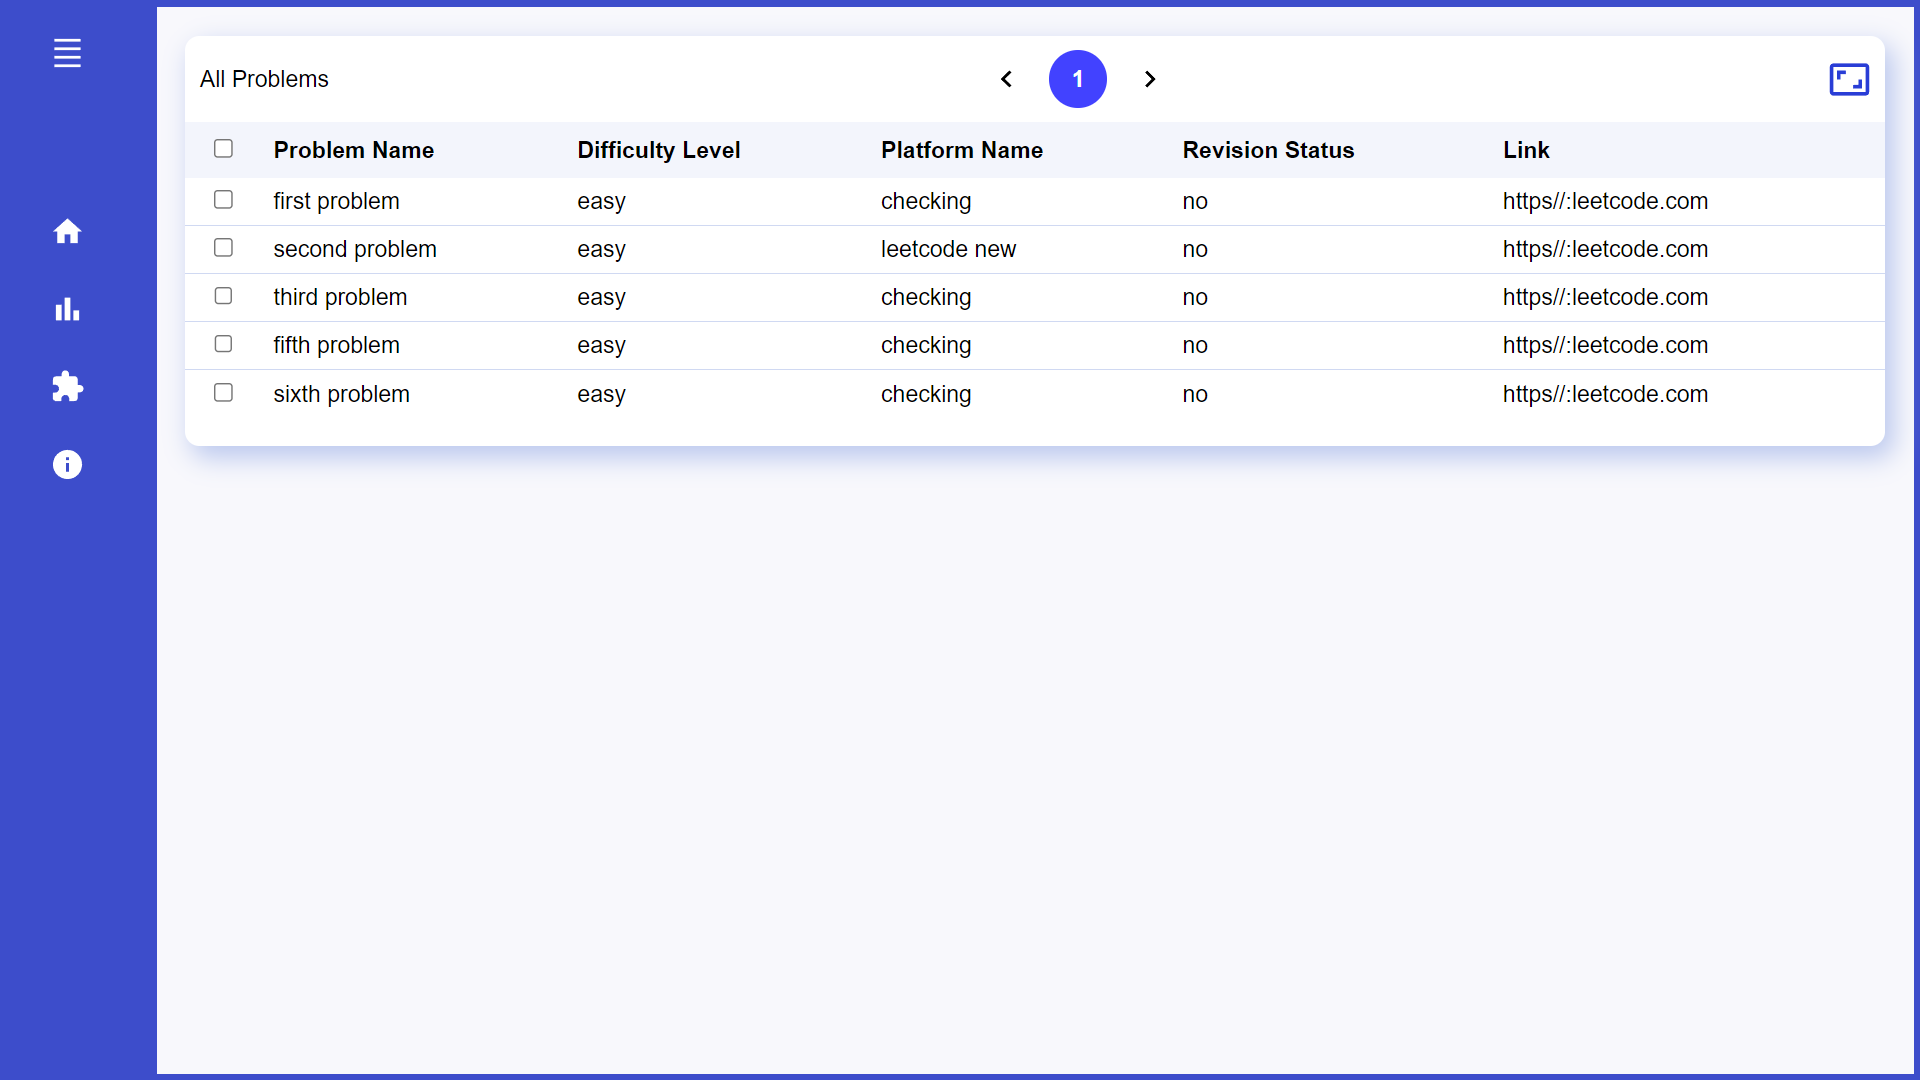 All Problems 1
Problem Name Difficulty Level Platform Name Revision Status Link
first problem easy checking no https//:leetcode.com
second problem easy leetcode new no https//:leetcode.com
third problem easy checking no https//:leetcode.com
fifth problem easy checking no https//:leetcode.com
sixth problem easy checking no https//:leetcode.com